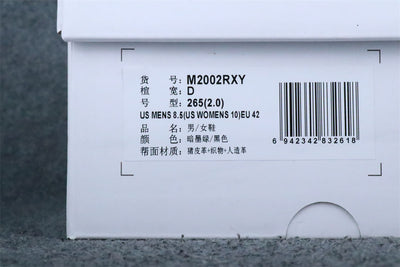 货 号: M2002RXY
楦 宽: D
号 型: 265(2.0)
US MENS 8.5(US WOMENS 10)EU 42
品 名: 男/女鞋
颜 色: 暗墨绿/黑色
帮面材质: 猪皮革+织物+人造革
6 942342 832618